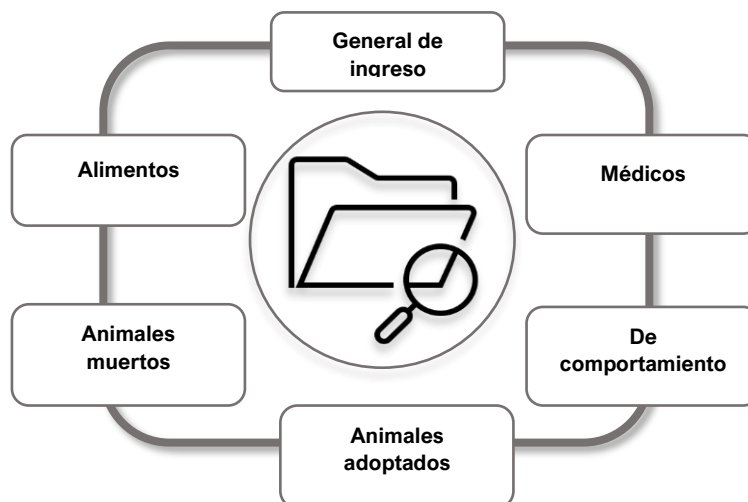 General de
ingreso
Alimentos
Médicos
Animales
muertos
De
comportamiento
Animales
adoptados